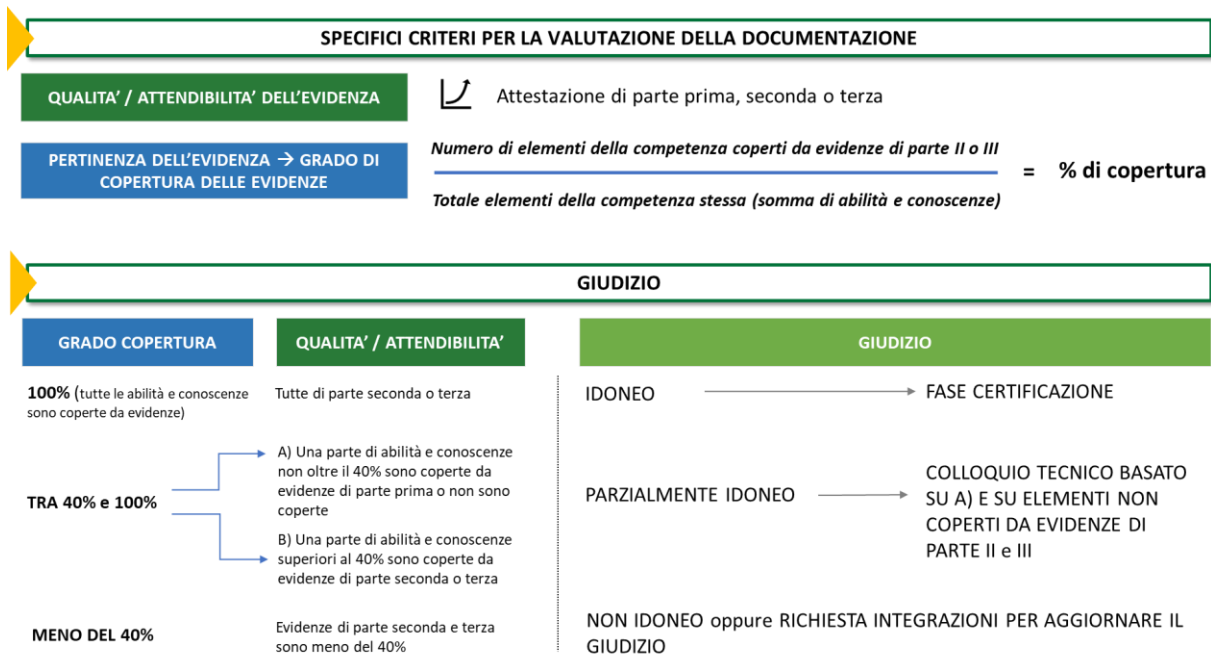 SPECIFICI CRITERI PER LA VALUTAZIONE DELLA DOCUMENTAZIONE
QUALITA' / ATTENDIBILITA' DELL'EVIDENZA
Attestazione di parte prima, seconda o terza
PERTINENZA DELL'EVIDENZA → GRADO DI
COPERTURA DELLE EVIDENZE
Numero di elementi della competenza coperti da evidenze di parte II o III
Totale elementi della competenza stessa (somma di abilità e conoscenze)
= % di copertura
GIUDIZIO
GRADO COPERTURA
QUALITA' / ATTENDIBILITA'
GIUDIZIO
100% (tutte le abilità e conoscenze
sono coperte da evidenze)
Tutte di parte seconda o terza
IDONEO
FASE CERTIFICAZIONE
TRA 40% e 100%
A) Una parte di abilità e conoscenze
non oltre il 40% sono coperte da
evidenze di parte prima o non sono
coperte
B) Una parte di abilità e conoscenze
superiori al 40% sono coperte da
evidenze di parte seconda o terza
PARZIALMENTE IDONEO
COLLOQUIO TECNICO BASATO
SU A) E SU ELEMENTI NON
COPERTI DA EVIDENZE DI
PARTE II e III
MENO DEL 40%
Evidenze di parte seconda e terza
sono meno del 40%
NON IDONEO oppure RICHIESTA INTEGRAZIONI PER AGGIORNARE IL
GIUDIZIO